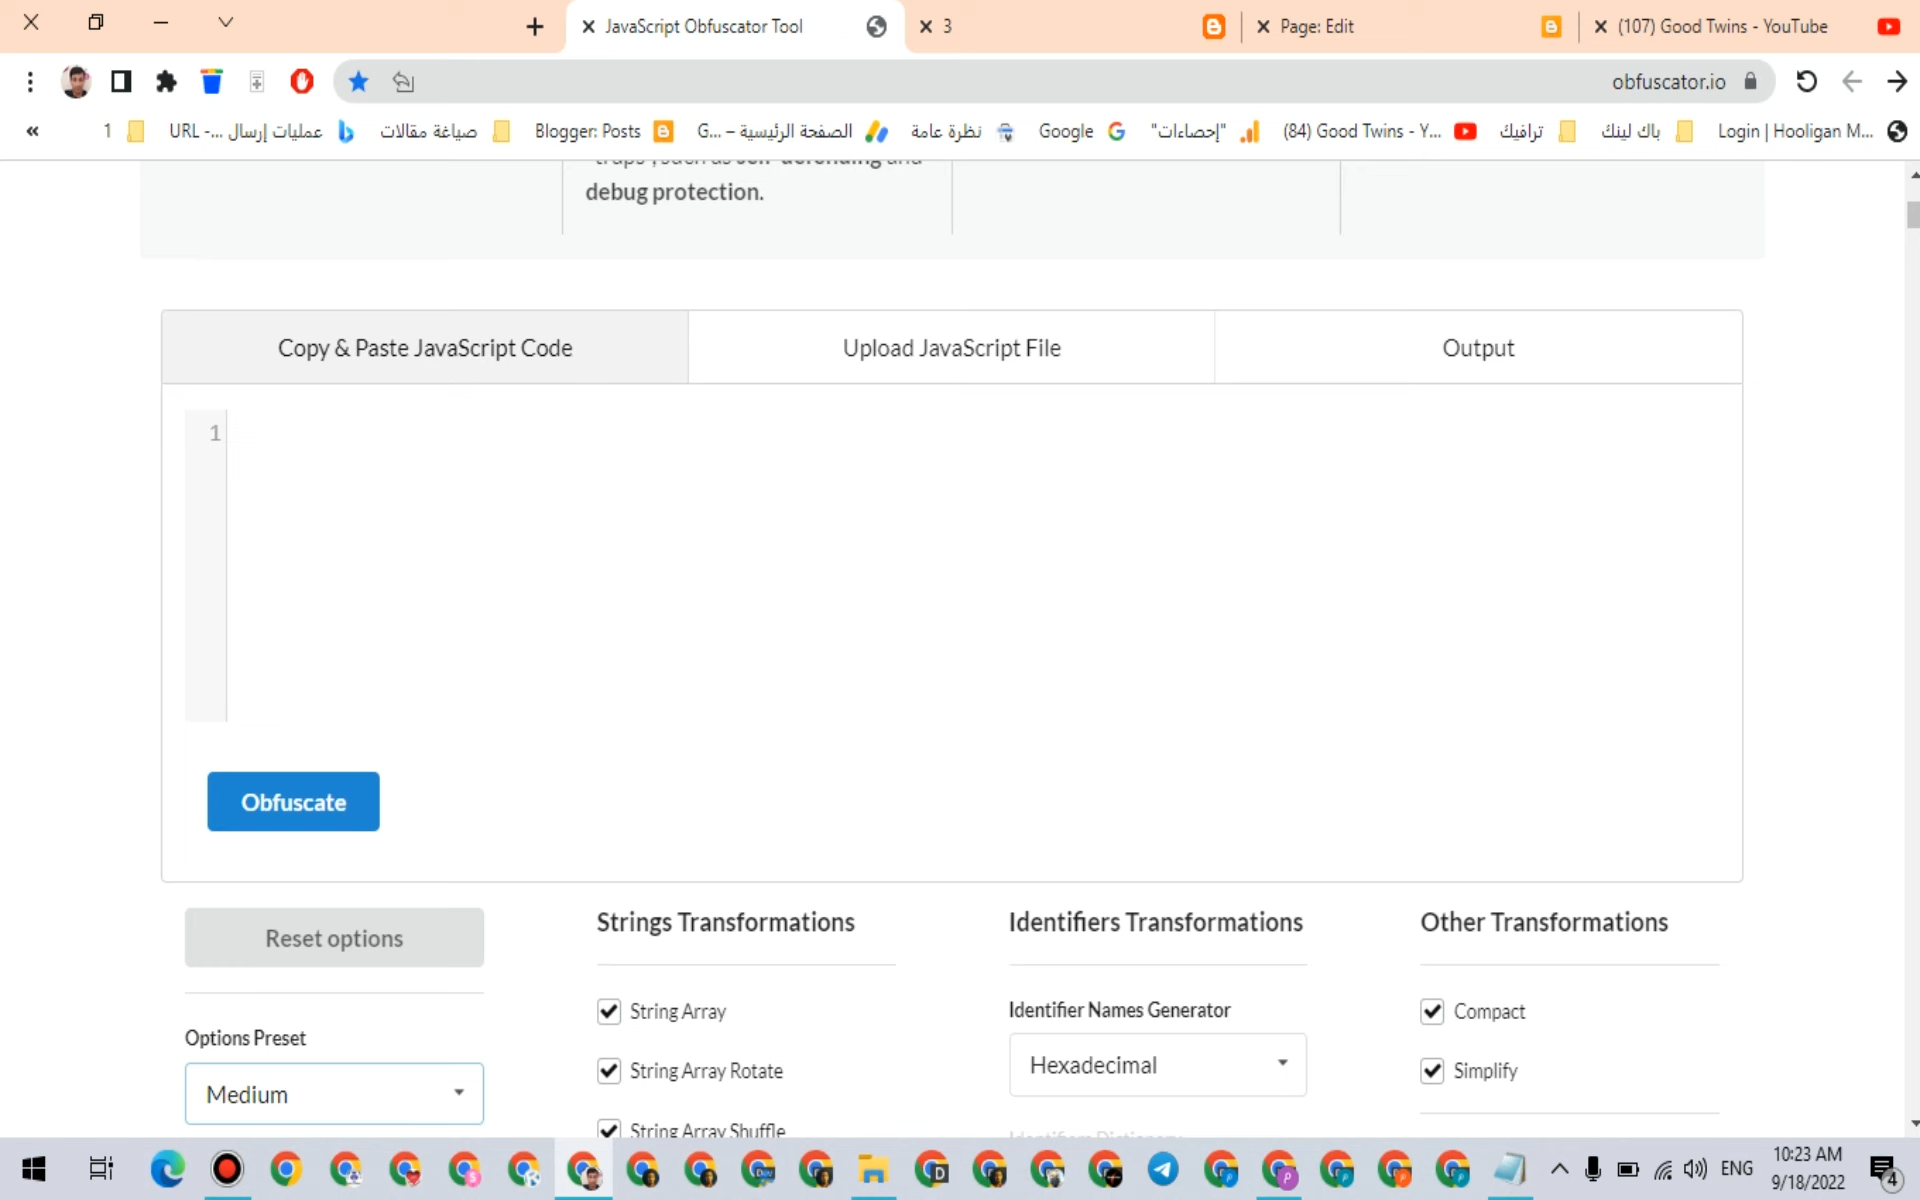 JavaScript Obfuscator Tool
3
Page: Edit
(107) Good Twins - YouTube
obfuscator.io
«
1
عمليات إرسال ...- URL
صياغة مقالات
Blogger: Posts
الصفحة الرئيسية – G...
نظرة عامة
Google
"إحصاءات"
(84) Good Twins - Y...
ترافيك
باك لينك
Login | Hooligan M...
debug protection.
Copy & Paste JavaScript Code
Upload JavaScript File
Output
1
Obfuscate
Reset options
Strings Transformations
Identifiers Transformations
Other Transformations
String Array
Identifier Names Generator
Compact
Options Preset
Hexadecimal
String Array Rotate
Simplify
Medium
String Array Shuffle
ENG
10:23 AM
9/18/2022
4